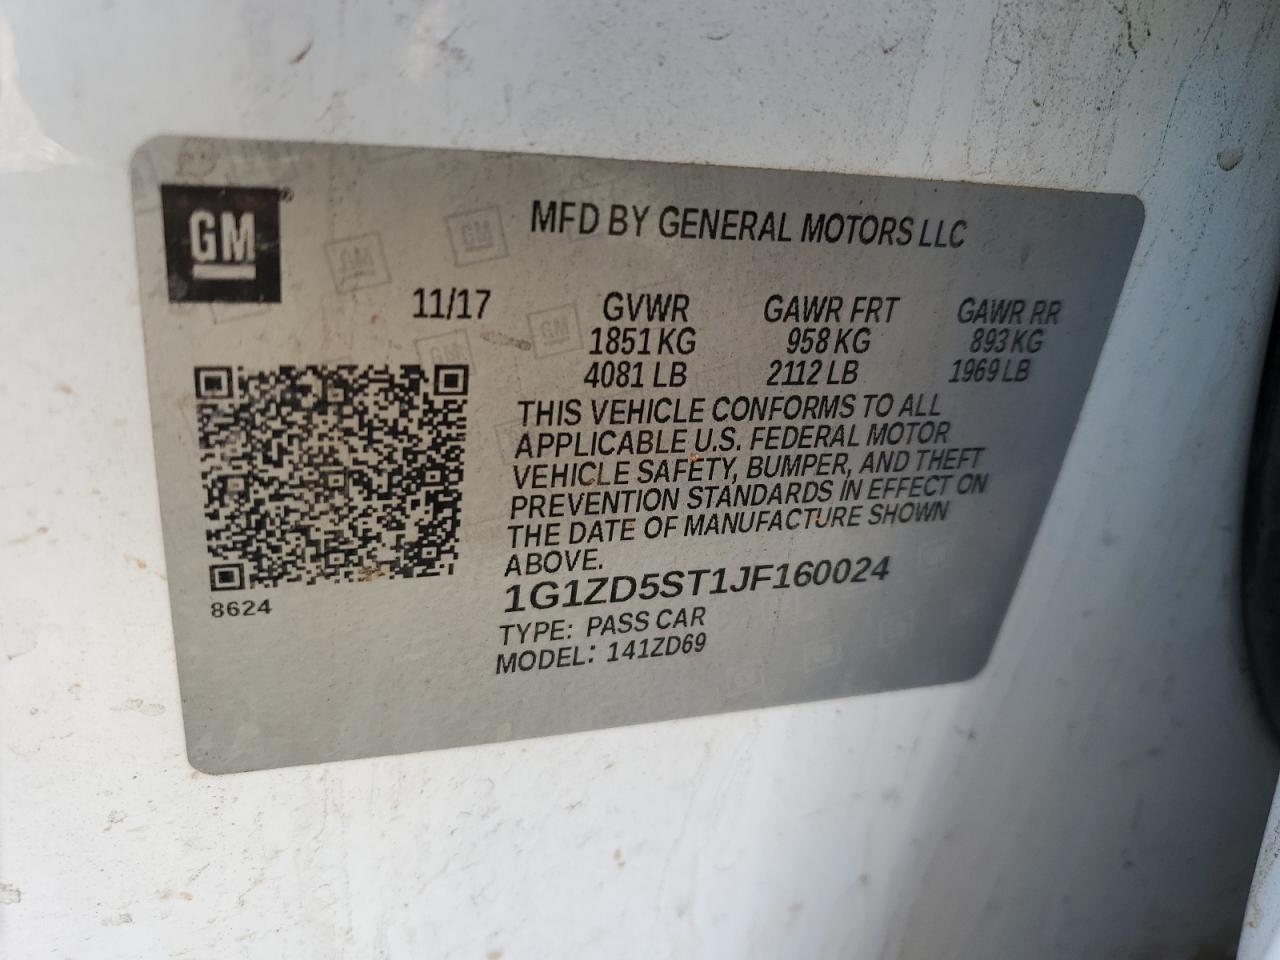 GM
MFD BY GENERAL MOTORS LLC
11/17 GVWR GAWR FRT GAWR RR
1851 KG 958 KG 893 KG
4081 LB 2112 LB 1969 LB
THIS VEHICLE CONFORMS TO ALL
APPLICABLE U.S. FEDERAL MOTOR
VEHICLE SAFETY, BUMPER, AND THEFT
PREVENTION STANDARDS IN EFFECT ON
THE DATE OF MANUFACTURE SHOWN
ABOVE.
8624
1G1ZD5ST1JF160024
TYPE: PASS CAR
MODEL: 141ZD69